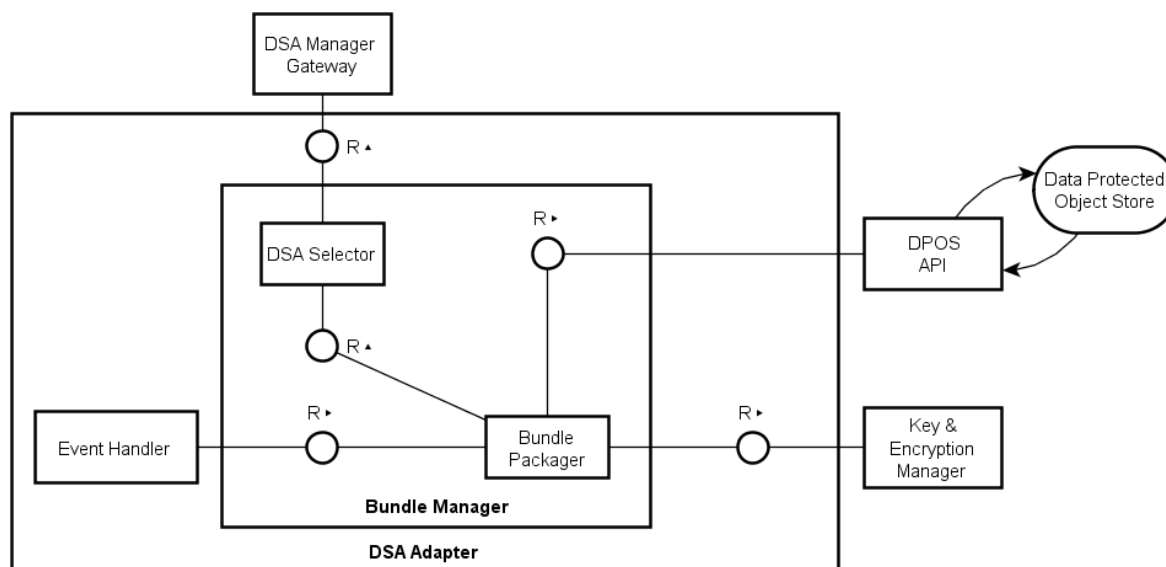 DSA Manager
Gateway
R ▲
Data Protected
Object Store
R ►
DSA Selector
DPOS
API
R ▲
R ►
R ►
Event Handler
Bundle
Packager
Key &
Encryption
Manager
Bundle Manager
DSA Adapter